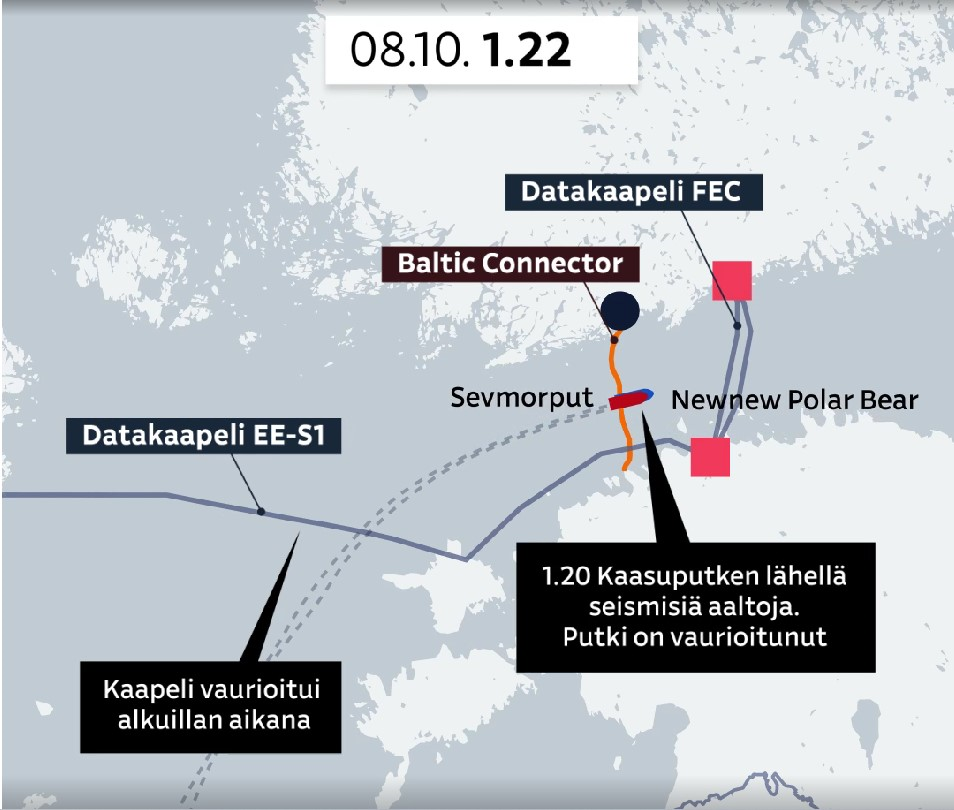 08.10. 1.22
Datakaapeli FEC
Baltic Connector
Sevmorput
Newnew Polar Bear
Datakaapeli EE-S1
1.20 Kaasuputken lähellä
seismisiä aaltoja.
Putki on vaurioitunut
Kaapeli vaurioitui
alkuillan aikana